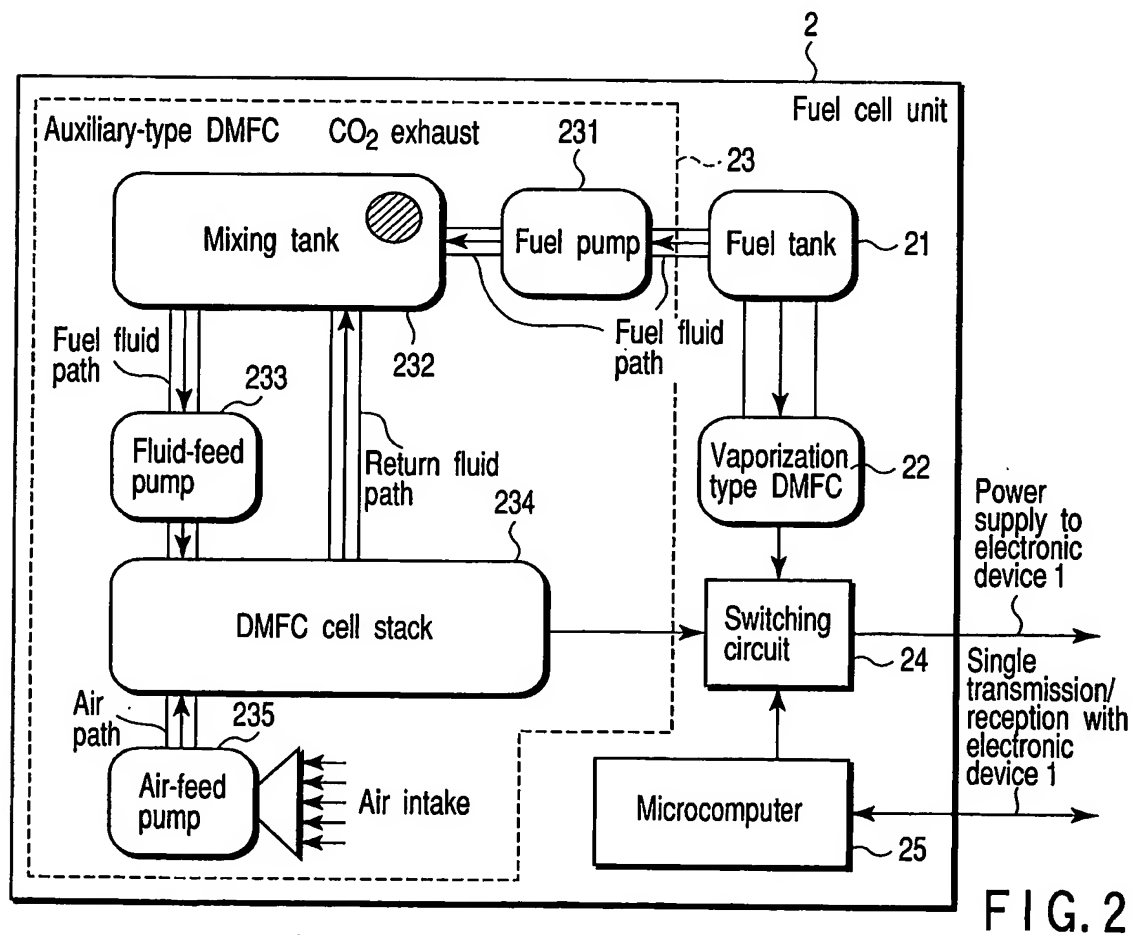 2
Fuel cell unit
Auxiliary-type DMFC
CO2 exhaust
231
23
Mixing tank
Fuel pump
Fuel tank
21
Fuel fluid
path
232
Fuel fluid
path
233
Fluid-feed
pump
Return fluid
path
Vaporization
type DMFC
22
234
Power
supply to
electronic
device 1
DMFC cell stack
Switching
circuit
24
Single
transmission/
reception with
electronic
device 1
Air
path
235
Air-feed
pump
Air intake
Microcomputer
25
FIG. 2